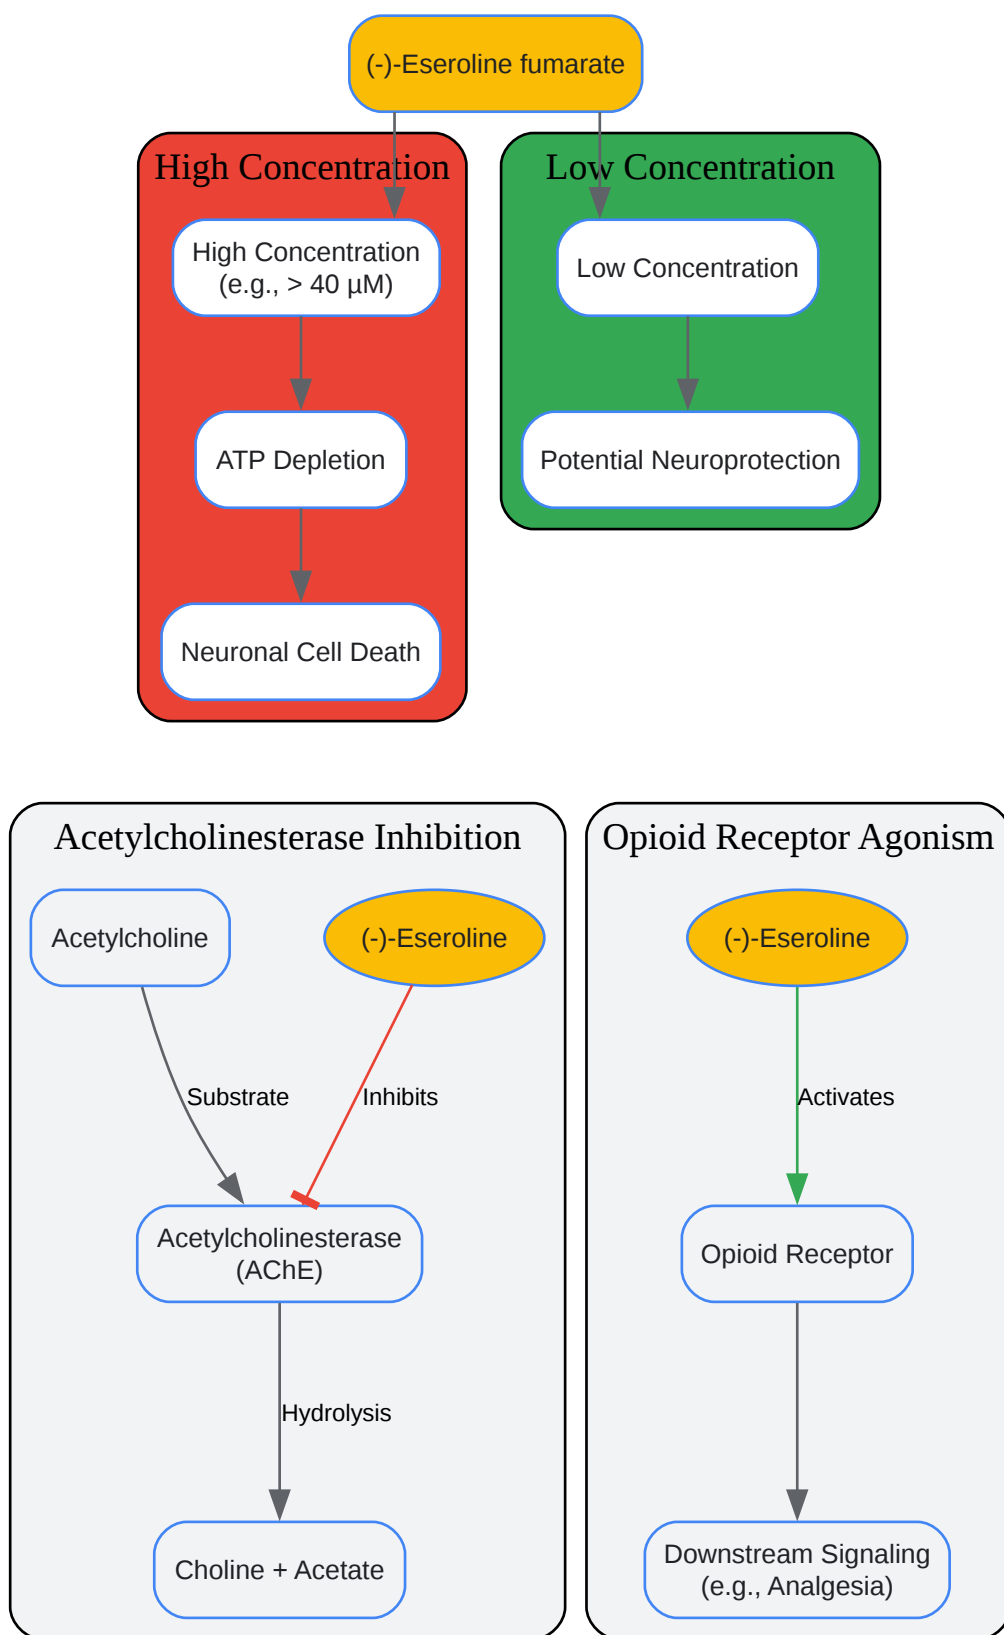 (-)-Eseroline fumarate
High Concentration
High Concentration
(e.g., > 40 µM)
ATP Depletion
Neuronal Cell Death
Low Concentration
Low Concentration
Potential Neuroprotection
Acetylcholinesterase Inhibition
Acetylcholine
(-)-Eseroline
Substrate
Inhibits
Acetylcholinesterase
(AChE)
Hydrolysis
Choline + Acetate
Opioid Receptor Agonism
(-)-Eseroline
Activates
Opioid Receptor
Downstream Signaling
(e.g., Analgesia)